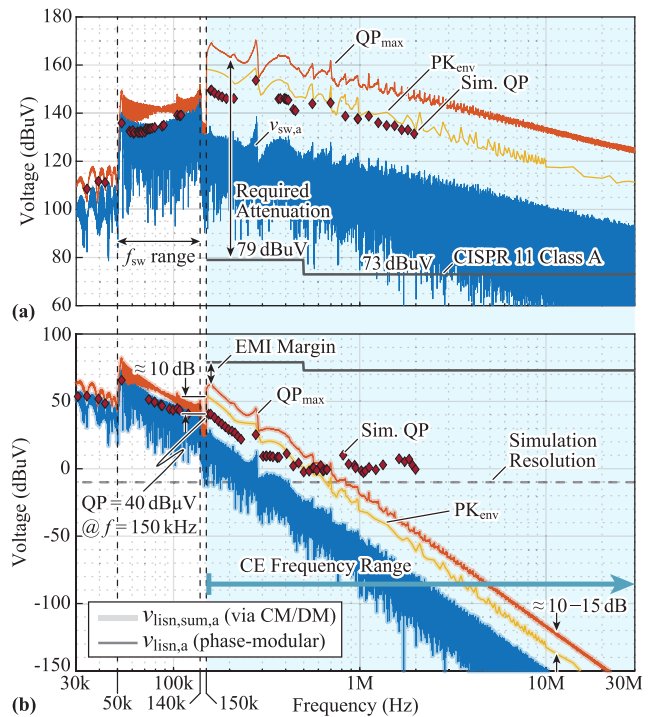 180
160
140
120
100
80
60
Voltage (dBuV)
QPmax
PKenv
Sim. QP
vsw,a
Required
Attenuation
fsw range
79 dBuV
73 dBuV
CISPR 11 Class A
(a)
100
50
0
-50
-100
-150
Voltage (dBuV)
EMI Margin
≈ 10 dB
QPmax
Sim. QP
Simulation
Resolution
QP = 40 dBμV
@ f = 150 kHz
PKenv
CE Frequency Range
≈ 10−15 dB
vlisn,sum,a (via CM/DM)
vlisn,a (phase-modular)
30k 100k 1M 10M 30M
50k 140k 150k Frequency (Hz)
(b)